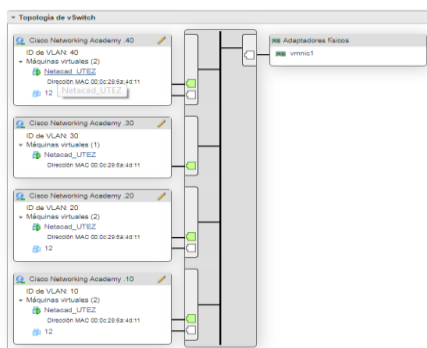 Topología de vSwitch
Cisco Networking Academy .40
ID de VLAN: 40
Máquinas virtuales (2)
Netacad_UTEZ
Dirección MAC 00:0c:29:6a:4d:11
Netacad_UTEZ
12
Cisco Networking Academy .30
ID de VLAN: 30
Máquinas virtuales (1)
Netacad_UTEZ
Dirección MAC 00:0c:29:6a:4d:11
Cisco Networking Academy .20
ID de VLAN: 20
Máquinas virtuales (2)
Netacad_UTEZ
Dirección MAC 00:0c:29:6a:4d:11
12
Cisco Networking Academy .10
ID de VLAN: 10
Máquinas virtuales (2)
Netacad_UTEZ
Dirección MAC 00:0c:29:6a:4d:11
12
Adaptadores físicos
vmnic1